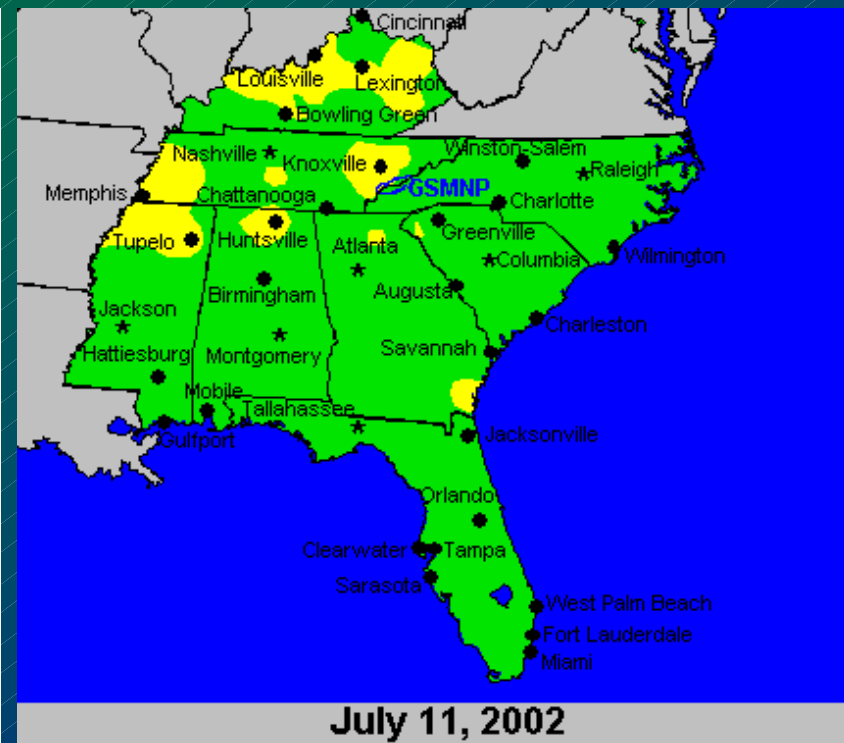 Cincinnati
Louisville
Lexington
Bowling Green
Nashville
Knoxville
Winston-Salem
Raleigh
Memphis
Chattanooga
GSMNP
Charlotte
Tupelo
Huntsville
Atlanta
Greenville
Columbia
Wilmington
Birmingham
Augusta
Jackson
Charleston
Hattiesburg
Montgomery
Savannah
Mobile
Tallahassee
Gulfport
Jacksonville
Orlando
Clearwater
Tampa
Sarasota
West Palm Beach
Fort Lauderdale
Miami
July 11, 2002